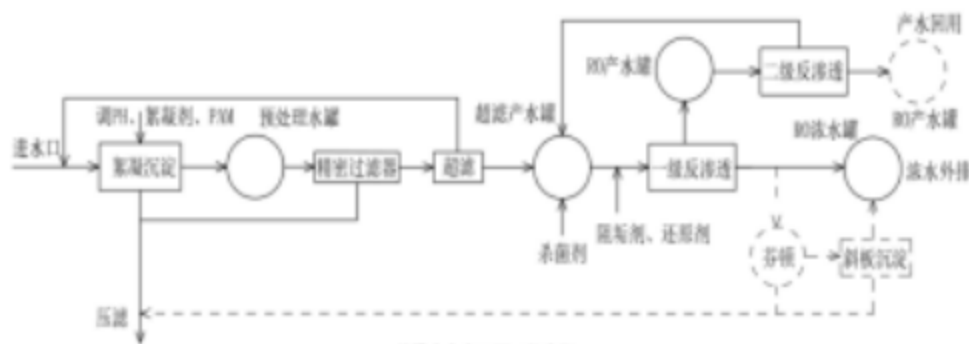 进水口
调PH、絮凝剂、PAM
絮凝沉淀
预处理水罐
精密过滤器
超滤
超滤产水罐
杀菌剂
阻垢剂、还原剂
一级反渗透
RO产水罐
二级反渗透
产水回用
RO产水罐
RO浓水罐
浓水外排
芬顿
斜板沉淀
压滤